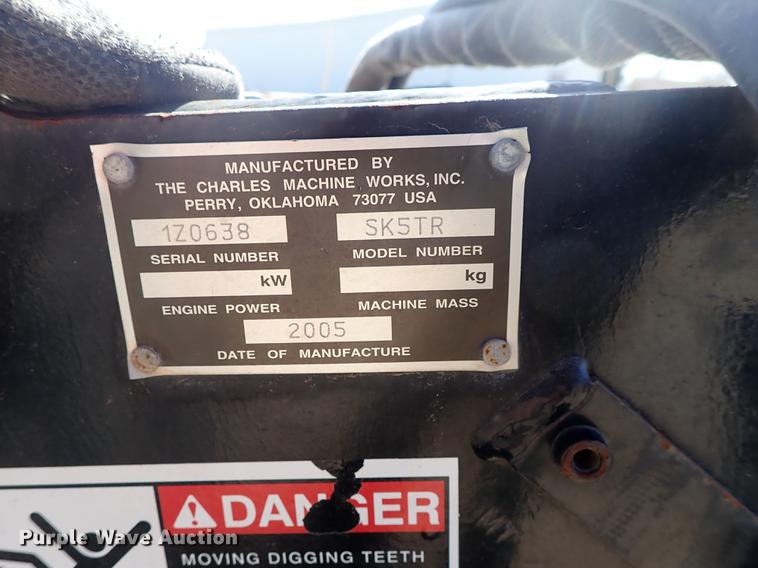 MANUFACTURED BY
THE CHARLES MACHINE WORKS, INC.
PERRY, OKLAHOMA 73077 USA
1Z0638 SK5TR
SERIAL NUMBER MODEL NUMBER
kW kg
ENGINE POWER MACHINE MASS
2005
DATE OF MANUFACTURE
DANGER
MOVING DIGGING TEETH
Purple Wave Auction